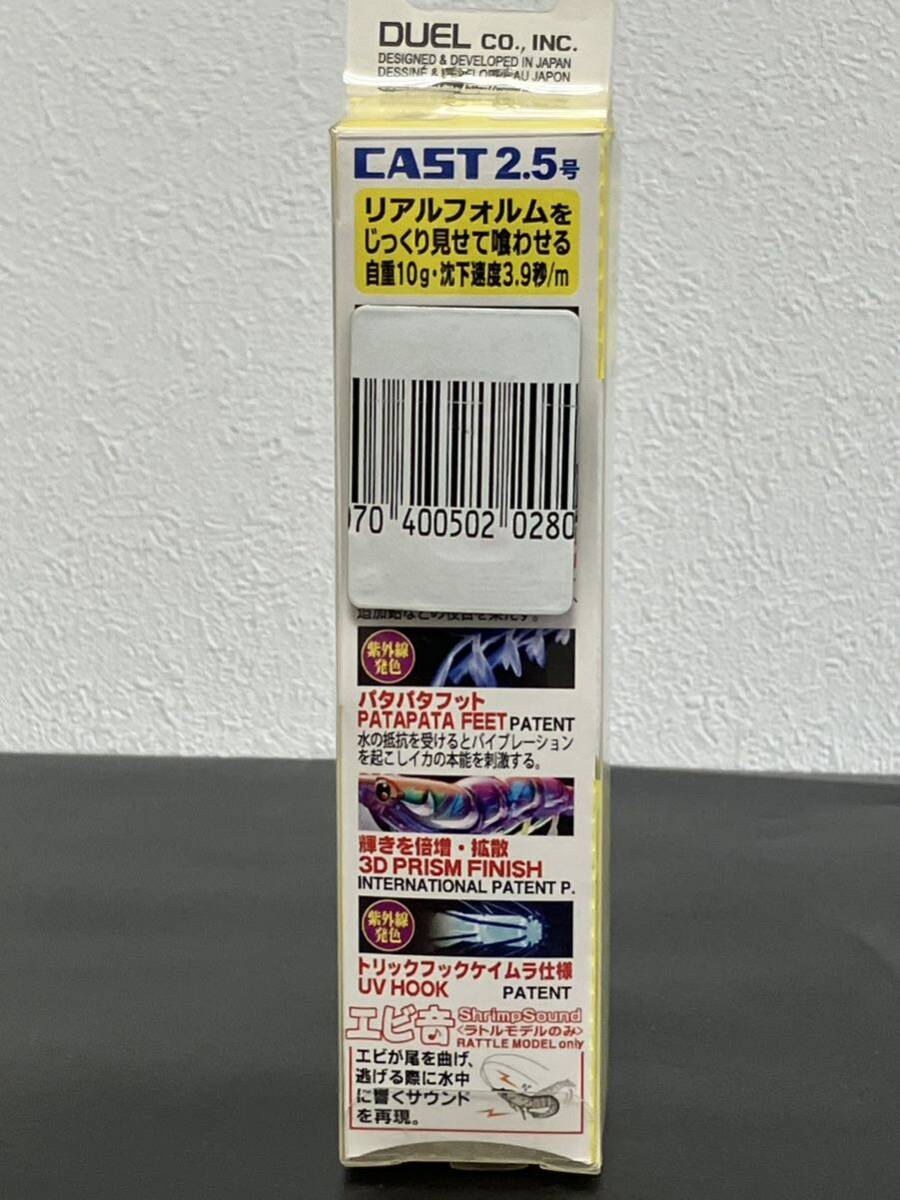 DUEL CO., INC.
DESIGNED & DEVELOPED IN JAPAN
DESSINÉ & DEVELOPPE AU JAPON
CAST 2.5号
リアルフォルムを
じっくり見せて喰わせる
自重10g・沈下速度3.9秒/m
70 400502 0280
紫外線
発色
パタパタフット
PATAPATA FEET PATENT
水の抵抗を受けるとバイブレーション
を起こしイカの本能を刺激する。
輝きを倍増・拡散
3D PRISM FINISH
INTERNATIONAL PATENT P.
紫外線
発色
トリックフックケイムラ仕様
UV HOOK PATENT
エビ音 ShrimpSound
<ラトルモデルのみ>
RATTLE MODEL only
エビが尾を曲げ、
逃げる際に水中
に響くサウンド
を再現。